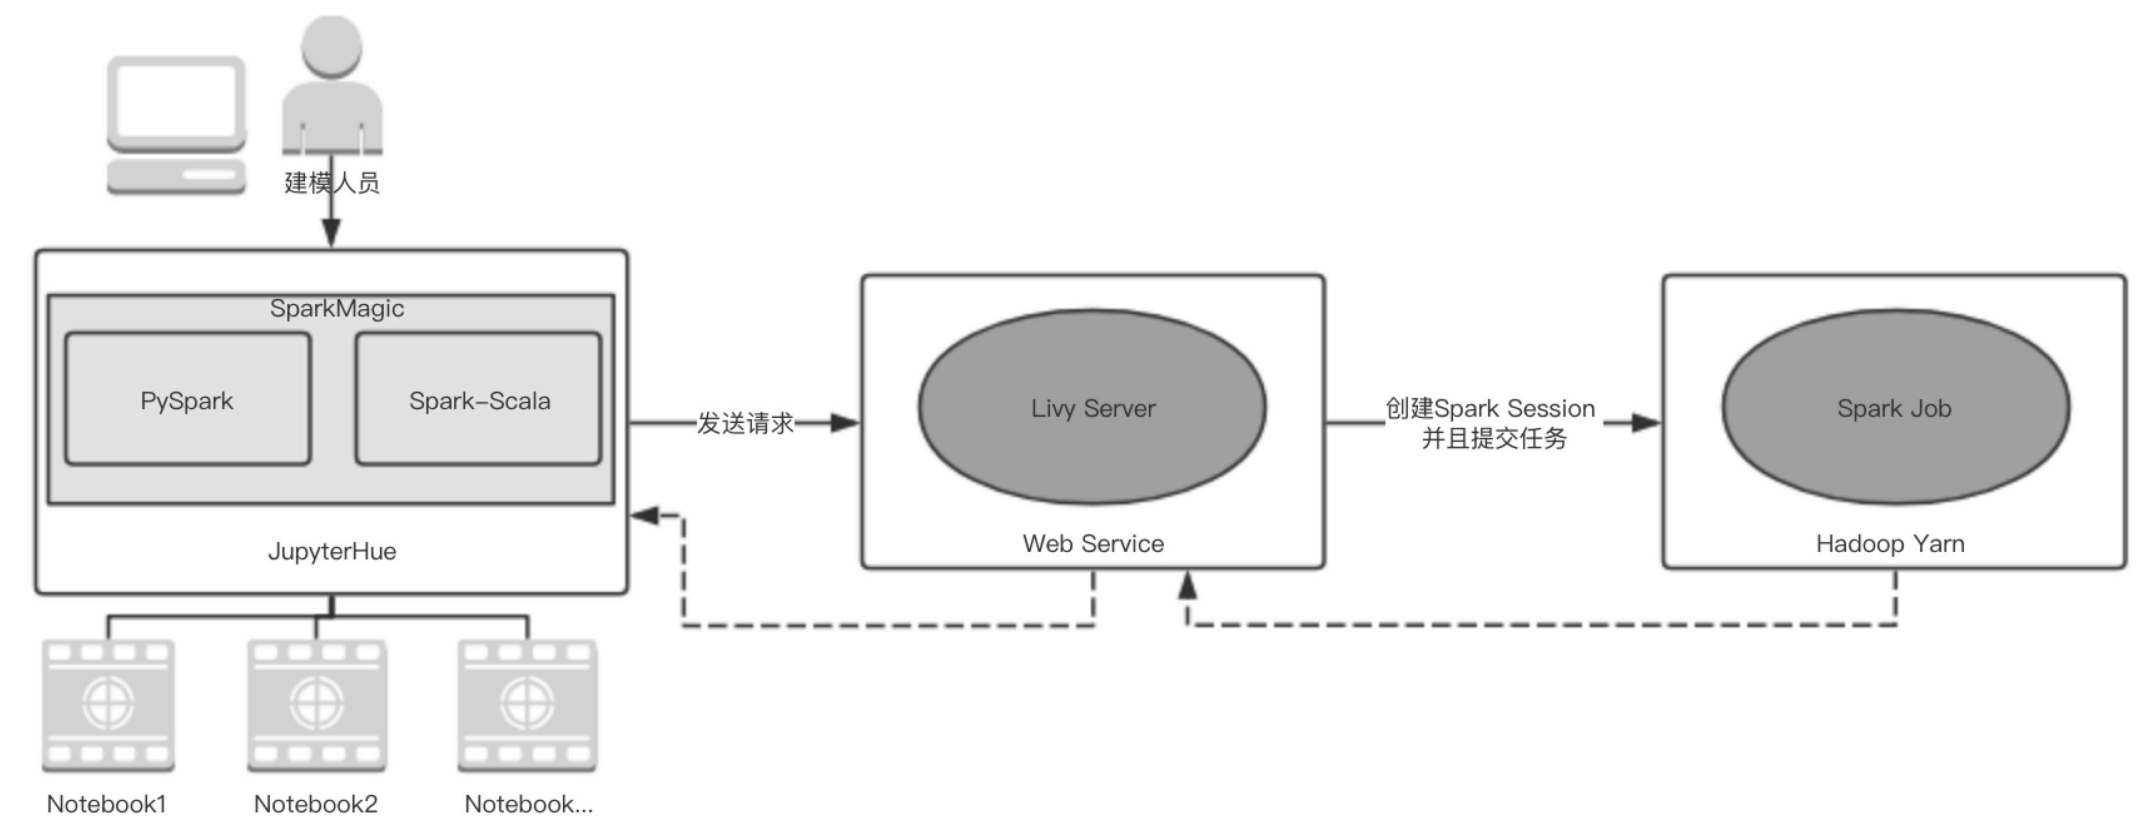 建模人员
SparkMagic
PySpark
Spark-Scala
JupyterHue
发送请求
Livy Server
Web Service
创建Spark Session
并且提交任务
Spark Job
Hadoop Yarn
Notebook1
Notebook2
Notebook...